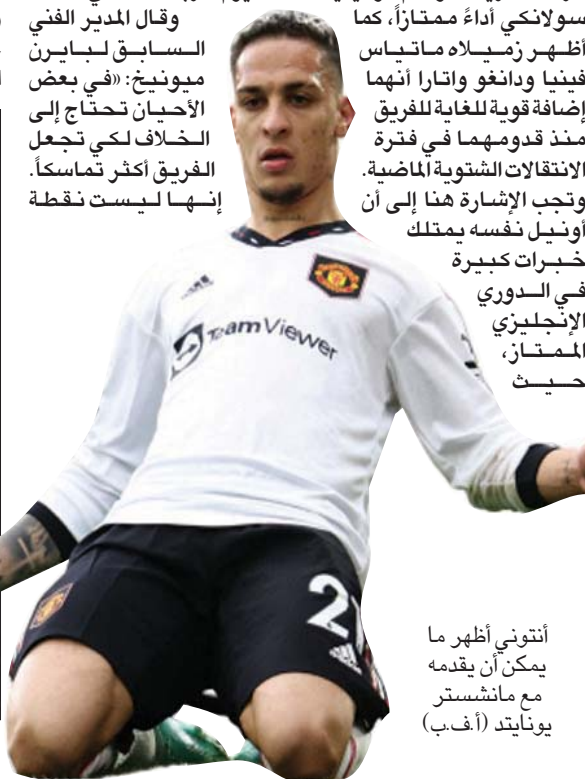 سولانكي أداءً ممتازاً، كما
أظهر زميلاه ماتياس
فينيا ودانغو واتارا أنهما
إضافة قوية للغاية للفريق
منذ قدومهما في فترة
الانتقالات الشتوية الماضية.
وتجب الإشارة هنا إلى أن
أونيل نفسه يمتلك
خبرات كبيرة
في الدوري
الإنجليزي
الممتاز،
حيث
وقال المدير الفني
السابق لبايرن
ميونيخ: «في بعض
الأحيان تحتاج إلى
الخلاف لكي تجعل
الفريق أكثر تماسكاً.
إنها ليست نقطة
adidas
TeamViewer
2
أنتوني أظهر ما
يمكن أن يقدمه
مع مانشستر
يونايتد (أ.ف.ب)